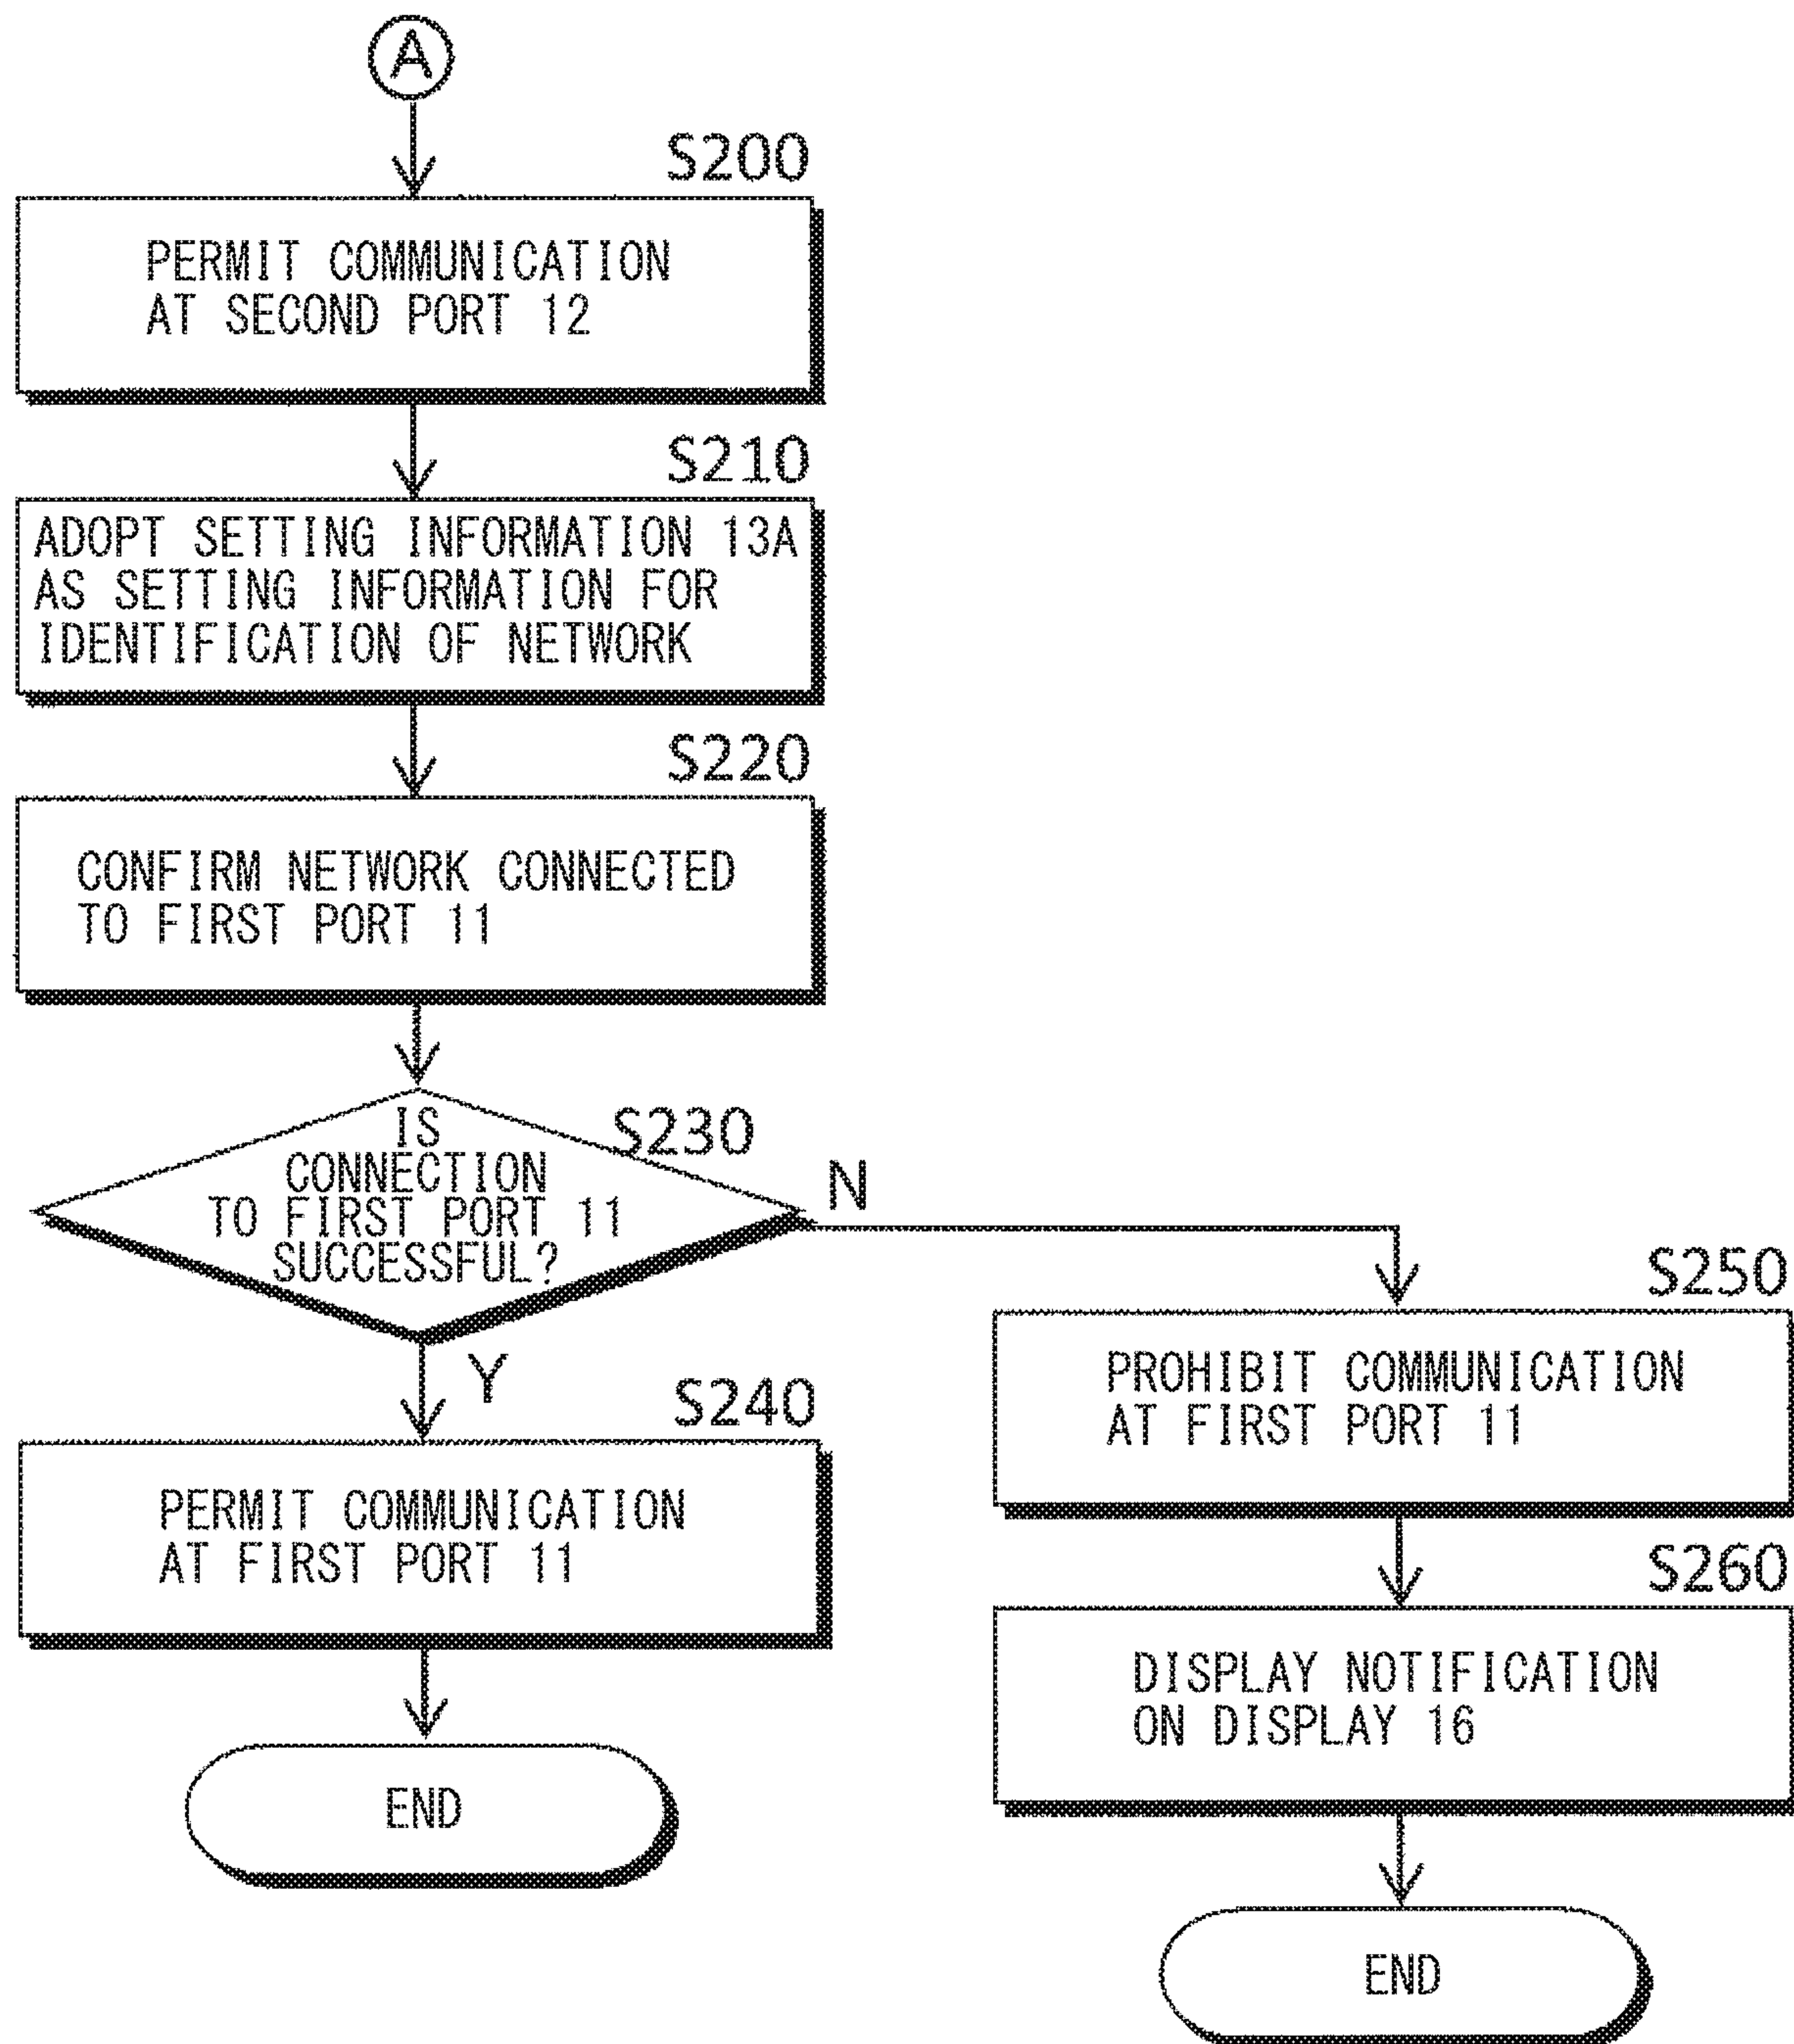 A
S200
PERMIT COMMUNICATION
AT SECOND PORT 12
S210
ADOPT SETTING INFORMATION 13A
AS SETTING INFORMATION FOR
IDENTIFICATION OF NETWORK
S220
CONFIRM NETWORK CONNECTED
TO FIRST PORT 11
S230
IS
CONNECTION
TO FIRST PORT 11
SUCCESSFUL?
N
Y
S240
PERMIT COMMUNICATION
AT FIRST PORT 11
END
S250
PROHIBIT COMMUNICATION
AT FIRST PORT 11
S260
DISPLAY NOTIFICATION
ON DISPLAY 16
END